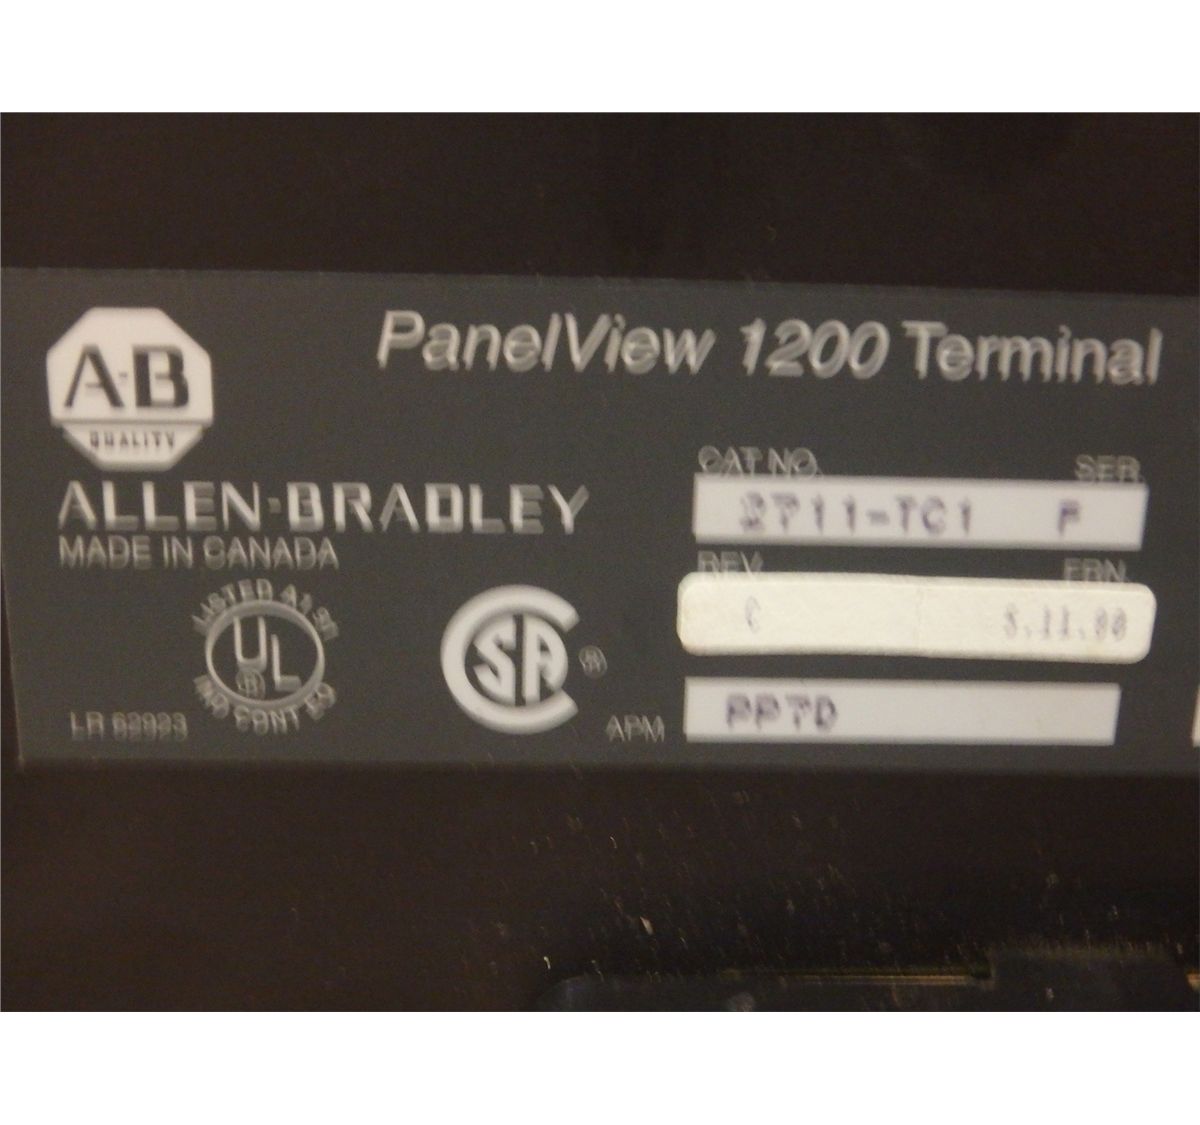 A-B
QUALITY
PanelView 1200 Terminal
ALLEN-BRADLEY
MADE IN CANADA
CAT NO. SER.
2711-TC1 F
REV. FRN.
C
LISTED
UL
®
IND CONT EQ
LR 62923
SA
®
APM
PPTD